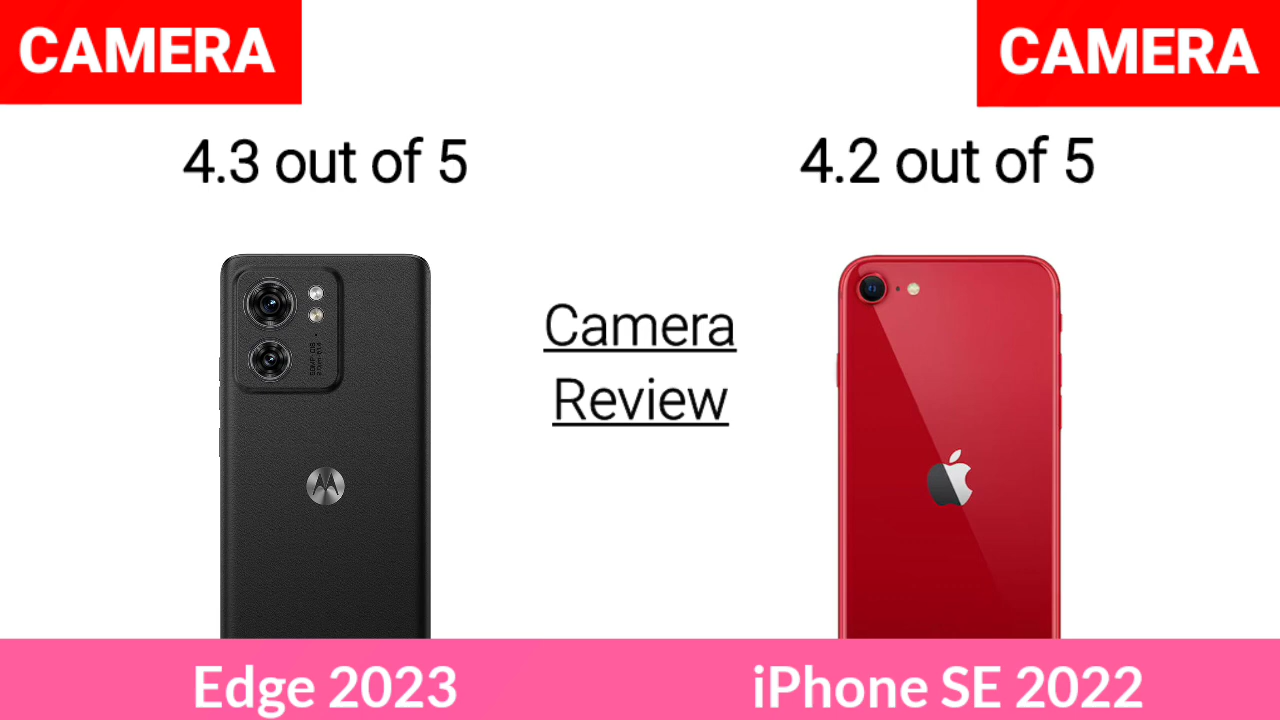 CAMERA
CAMERA
4.3 out of 5
4.2 out of 5
Camera
Review
Edge 2023
iPhone SE 2022